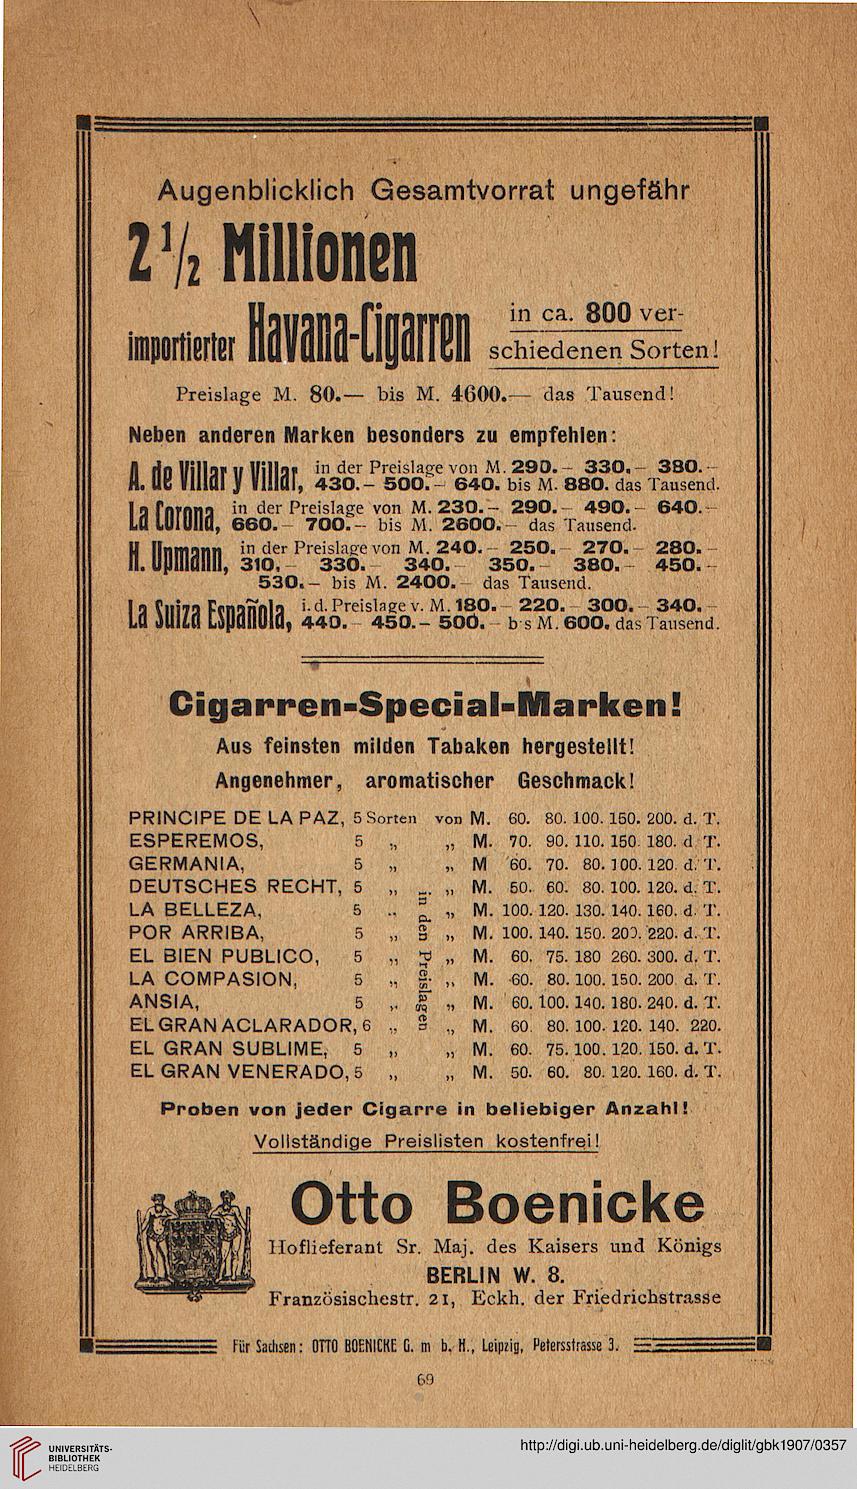 Augenblicklich Gesamtvorrat ungefähr
2 1/2 Millionen
importierter Havana-Cigarren in ca. 800 ver-
schiedenen Sorten!
Preislage M. 80.— bis M. 4600.— das Tausend!
Neben anderen Marken besonders zu empfehlen:
A. de Villar y Villar, in der Preislage von M. 290.— 330.— 380.—
430.— 500.— 640. bis M. 880. das Tausend.
La Corona, in der Preislage von M. 230.— 290.— 490.— 640.—
660.— 700.— bis M. 2600.— das Tausend.
H. Upmann, in der Preislage von M. 240.— 250.— 270.— 280.—
310.— 330.— 340.— 350.— 380.— 450.—
530.— bis M. 2400.— das Tausend.
La Suiza Española, i. d. Preislage v. M. 180.— 220.— 300.— 340.—
440.— 450.— 500.— b s M. 600. das Tausend.
Cigarren-Special-Marken!
Aus feinsten milden Tabaken hergestellt!
Angenehmer, aromatischer Geschmack!
PRINCIPE DE LA PAZ, 5 Sorten von M. 60. 80. 100. 150. 200. d. T.
ESPEREMOS, 5 „ „ M. 70. 90. 110. 150. 180. d. T.
GERMANIA, 5 „ „ M 60. 70. 80. 100. 120. d. T.
DEUTSCHES RECHT, 5 „ „ M. 50. 60. 80. 100. 120. d. T.
LA BELLEZA, 5 „ „ M. 100. 120. 130. 140. 160. d. T.
POR ARRIBA, 5 „ „ M. 100. 140. 150. 200. 220. d. T.
EL BIEN PUBLICO, 5 „ „ M. 60. 75. 180 260. 300. d. T.
LA COMPASION, 5 „ „ M. 60. 80. 100. 150. 200 d. T.
ANSIA, 5 „ „ M. 60. 100. 140. 180. 240. d. T.
EL GRAN ACLARADOR, 6 „ „ M. 60. 80. 100. 120. 140. 220.
EL GRAN SUBLIME, 5 „ „ M. 60. 75. 100. 120. 150. d. T.
EL GRAN VENERADO, 5 „ „ M. 50. 60. 80. 120. 160. d. T.
in den Preislagen
Proben von jeder Cigarre in beliebiger Anzahl!
Vollständige Preislisten kostenfrei!
Otto Boenicke
Hoflieferant Sr. Maj. des Kaisers und Königs
BERLIN W. 8.
Französischestr. 21, Eckh. der Friedrichstrasse
Für Sachsen: OTTO BOENICKE G. m b. H., Leipzig, Petersstrasse 3.
69
UNIVERSITÄTS-
BIBLIOTHEK
HEIDELBERG
http://digi.ub.uni-heidelberg.de/diglit/gbk1907/0357